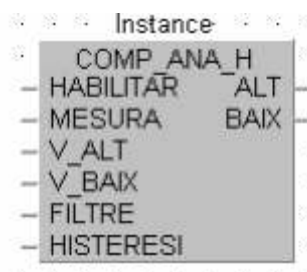 Instance
COMP_ANA_H
HABILITAR ALT
MESURA BAIX
V_ALT
V_BAIX
FILTRE
HISTERESI